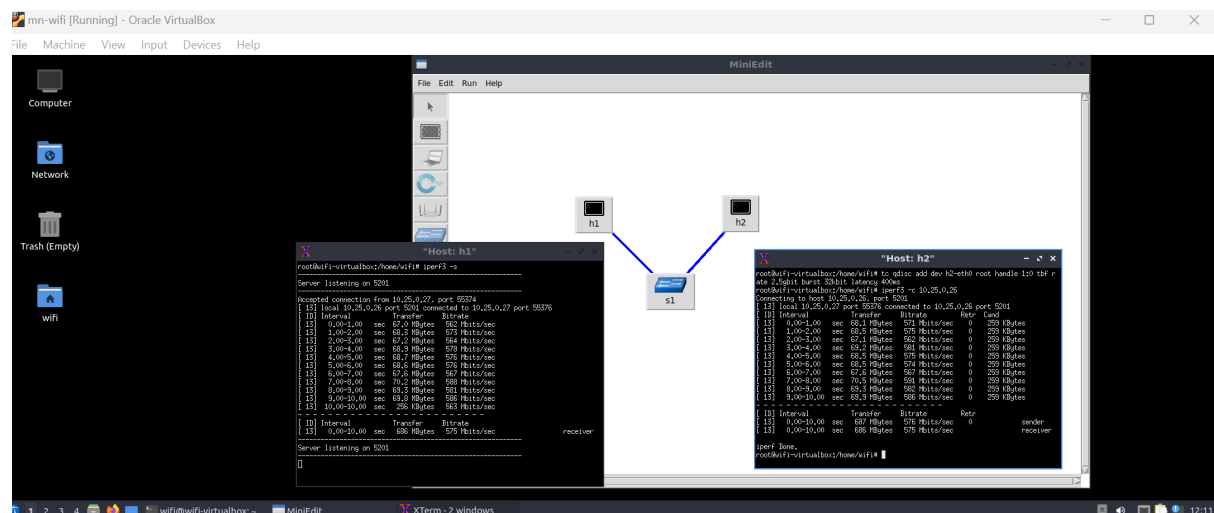 mn-wifi [Running] - Oracle VirtualBox
File Machine View Input Devices Help
Computer
Network
Trash (Empty)
wifi
MiniEdit
File Edit Run Help
h1
h2
s1
"Host: h1"
root@wifi-virtualbox:/home/wifi# iperf3 -s
-----------------------------------------------------------
Server listening on 5201
-----------------------------------------------------------
Accepted connection from 10.25.0.27, port 55374
[ 13] local 10.25.0.26 port 5201 connected to 10.25.0.27 port 55376
[ ID] Interval Transfer Bitrate
[ 13] 0.00-1.00 sec 67.0 MBytes 562 Mbits/sec
[ 13] 1.00-2.00 sec 68.3 MBytes 573 Mbits/sec
[ 13] 2.00-3.00 sec 67.2 MBytes 564 Mbits/sec
[ 13] 3.00-4.00 sec 68.9 MBytes 578 Mbits/sec
[ 13] 4.00-5.00 sec 68.7 MBytes 576 Mbits/sec
[ 13] 5.00-6.00 sec 68.6 MBytes 576 Mbits/sec
[ 13] 6.00-7.00 sec 67.6 MBytes 567 Mbits/sec
[ 13] 7.00-8.00 sec 70.2 MBytes 588 Mbits/sec
[ 13] 8.00-9.00 sec 69.3 MBytes 581 Mbits/sec
[ 13] 9.00-10.00 sec 69.8 MBytes 586 Mbits/sec
[ 13] 10.00-10.00 sec 256 KBytes 563 Mbits/sec
- - - - - - - - - - - - - - - - - - - - - - - - -
[ ID] Interval Transfer Bitrate
[ 13] 0.00-10.00 sec 686 MBytes 575 Mbits/sec receiver
-----------------------------------------------------------
Server listening on 5201
-----------------------------------------------------------
"Host: h2"
root@wifi-virtualbox:/home/wifi# tc qdisc add dev h2-eth0 root handle 1:0 tbf r
ate 2.5gbit burst 32kbit latency 400ms
root@wifi-virtualbox:/home/wifi# iperf3 -c 10.25.0.26
Connecting to host 10.25.0.26, port 5201
[ 13] local 10.25.0.27 port 55376 connected to 10.25.0.26 port 5201
[ ID] Interval Transfer Bitrate Retr Cwnd
[ 13] 0.00-1.00 sec 68.1 MBytes 571 Mbits/sec 0 259 KBytes
[ 13] 1.00-2.00 sec 68.5 MBytes 575 Mbits/sec 0 259 KBytes
[ 13] 2.00-3.00 sec 67.1 MBytes 562 Mbits/sec 0 259 KBytes
[ 13] 3.00-4.00 sec 69.2 MBytes 581 Mbits/sec 0 259 KBytes
[ 13] 4.00-5.00 sec 68.5 MBytes 575 Mbits/sec 0 259 KBytes
[ 13] 5.00-6.00 sec 68.5 MBytes 574 Mbits/sec 0 259 KBytes
[ 13] 6.00-7.00 sec 67.6 MBytes 567 Mbits/sec 0 259 KBytes
[ 13] 7.00-8.00 sec 70.5 MBytes 591 Mbits/sec 0 259 KBytes
[ 13] 8.00-9.00 sec 69.3 MBytes 582 Mbits/sec 0 259 KBytes
[ 13] 9.00-10.00 sec 69.9 MBytes 586 Mbits/sec 0 259 KBytes
- - - - - - - - - - - - - - - - - - - - - - - - -
[ ID] Interval Transfer Bitrate Retr
[ 13] 0.00-10.00 sec 687 MBytes 576 Mbits/sec 0 sender
[ 13] 0.00-10.00 sec 686 MBytes 575 Mbits/sec receiver
iperf Done.
root@wifi-virtualbox:/home/wifi#
1 2 3 4 wifi@wifi-virtualbox: ~ MiniEdit XTerm - 2 windows 12:11